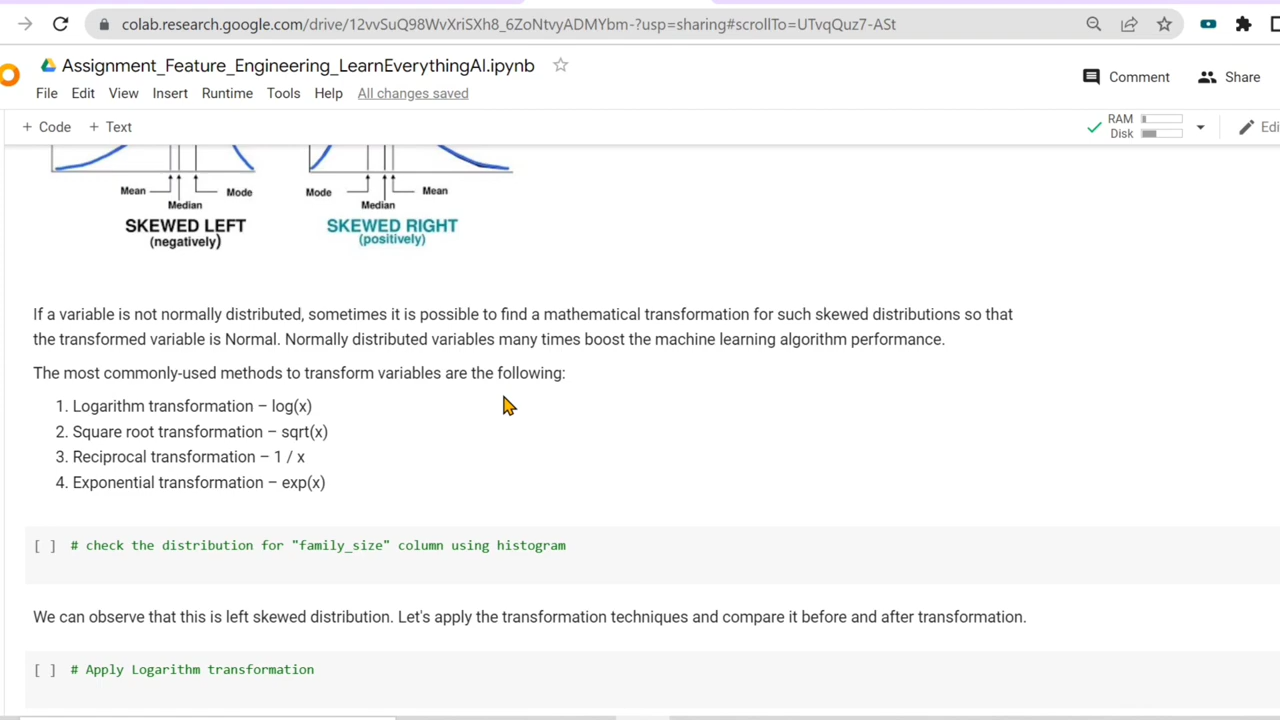 colab.research.google.com/drive/12vvSuQ98WvXriSXh8_6ZoNtvyADMYbm-?usp=sharing#scrollTo=UTvqQuz7-ASt
Assignment_Feature_Engineering_LearnEverythingAI.ipynb
Comment
Share
File Edit View Insert Runtime Tools Help All changes saved
+ Code + Text
RAM
Disk
Mean
Mode
Median
SKEWED LEFT
(negatively)
Mode
Mean
Median
SKEWED RIGHT
(positively)
If a variable is not normally distributed, sometimes it is possible to find a mathematical transformation for such skewed distributions so that
the transformed variable is Normal. Normally distributed variables many times boost the machine learning algorithm performance.
The most commonly-used methods to transform variables are the following:
1. Logarithm transformation – log(x)
2. Square root transformation – sqrt(x)
3. Reciprocal transformation – 1 / x
4. Exponential transformation – exp(x)
[ ] # check the distribution for "family_size" column using histogram
We can observe that this is left skewed distribution. Let's apply the transformation techniques and compare it before and after transformation.
[ ] # Apply Logarithm transformation